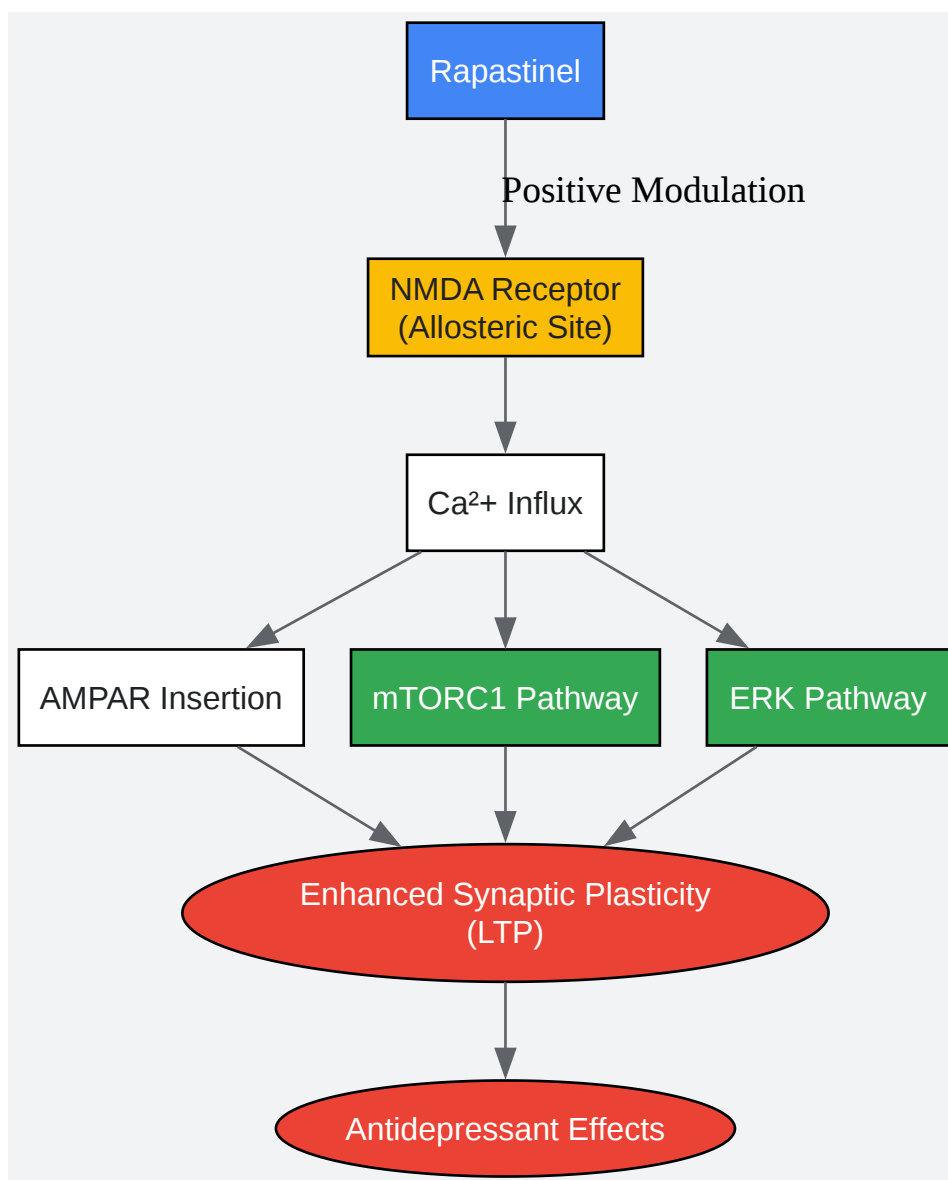 Rapastinel
Positive Modulation
NMDA Receptor
(Allosteric Site)
Ca²+ Influx
AMPAR Insertion
mTORC1 Pathway
ERK Pathway
Enhanced Synaptic Plasticity
(LTP)
Antidepressant Effects